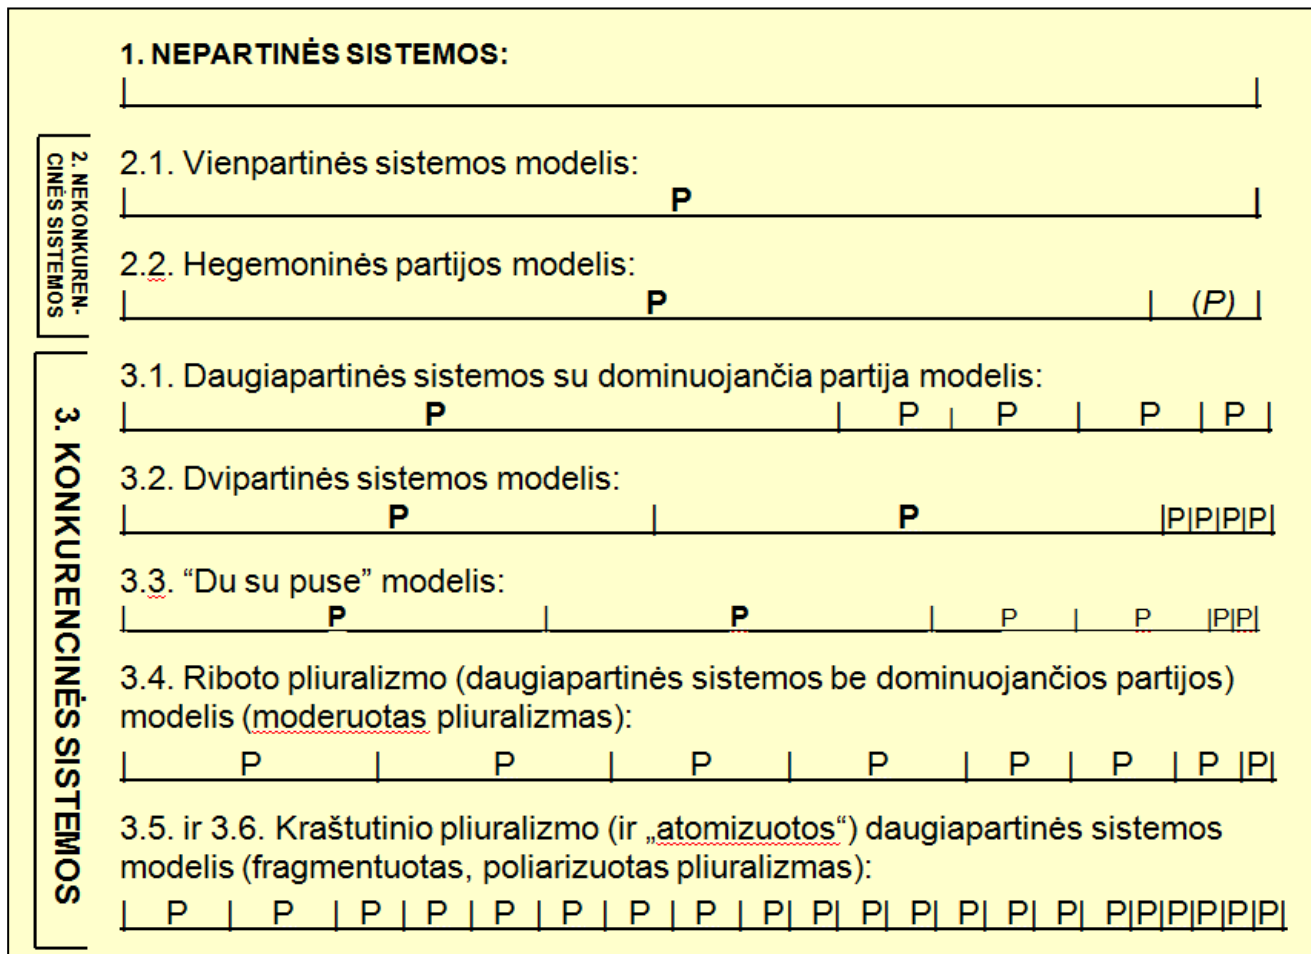 1. NEPARTINĖS SISTEMOS:
| |
2. NEKONKUREN-
CINĖS SISTEMOS
2.1. Vienpartinės sistemos modelis:
| P |
2.2. Hegemoninės partijos modelis:
| P | (P) |
3. KONKURENCINĖS SISTEMOS
3.1. Daugiapartinės sistemos su dominuojančia partija modelis:
| P | P | P | P | P |
3.2. Dvipartinės sistemos modelis:
| P | P |P|P|P|P|
3.3. “Du su puse” modelis:
| P | P | P | P |P|P|
3.4. Riboto pliuralizmo (daugiapartinės sistemos be dominuojančios partijos)
modelis (moderuotas pliuralizmas):
| P | P | P | P | P | P | P |P|
3.5. ir 3.6. Kraštutinio pliuralizmo (ir „atomizuotos“) daugiapartinės sistemos
modelis (fragmentuotas, poliarizuotas pliuralizmas):
| P | P | P | P | P | P | P | P | P| P| P| P| P| P| P| P|P|P|P|P|P|